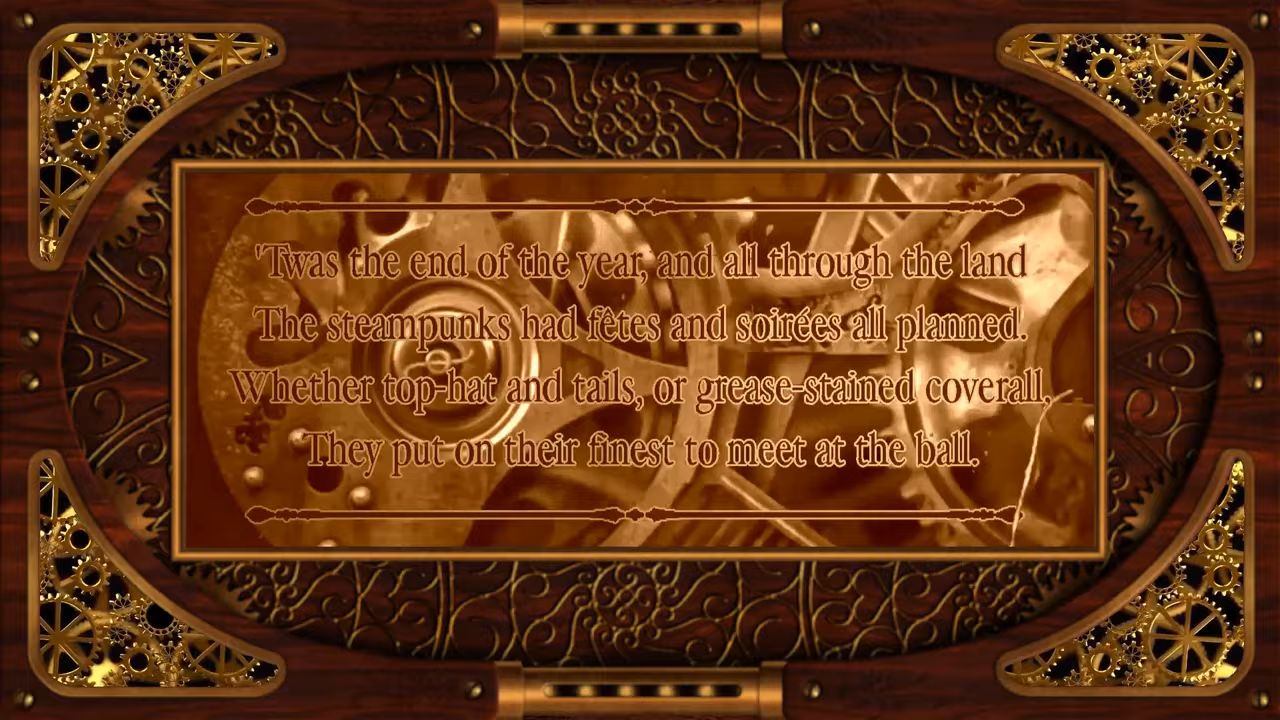 'Twas the end of the year, and all through the land
The steampunks had fêtes and soirées all planned.
Whether top-hat and tails, or grease-stained coverall,
They put on their finest to meet at the ball.